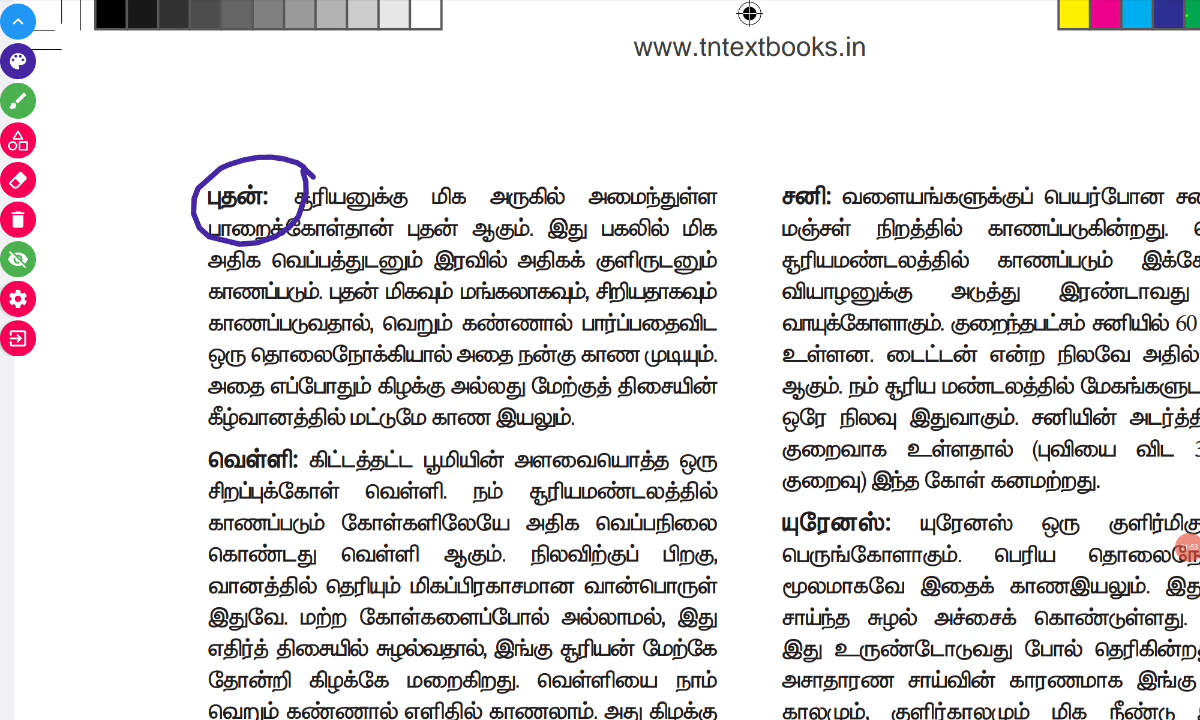 www.tntextbooks.in
புதன்: சூரியனுக்கு மிக அருகில் அமைந்துள்ள
பாறைக்கோள்தான் புதன் ஆகும். இது பகலில் மிக
அதிக வெப்பத்துடனும் இரவில் அதிகக் குளிருடனும்
காணப்படும். புதன் மிகவும் மங்கலாகவும், சிறியதாகவும்
காணப்படுவதால், வெறும் கண்ணால் பார்ப்பதைவிட
ஒரு தொலைநோக்கியால் அதை நன்கு காண முடியும்.
அதை எப்போதும் கிழக்கு அல்லது மேற்குத் திசையின்
கீழ்வானத்தில் மட்டுமே காண இயலும்.
வெள்ளி: கிட்டத்தட்ட பூமியின் அளவையொத்த ஒரு
சிறப்புக்கோள் வெள்ளி. நம் சூரியமண்டலத்தில்
காணப்படும் கோள்களிலேயே அதிக வெப்பநிலை
கொண்டது வெள்ளி ஆகும். நிலவிற்குப் பிறகு,
வானத்தில் தெரியும் மிகப்பிரகாசமான வான்பொருள்
இதுவே. மற்ற கோள்களைப்போல் அல்லாமல், இது
எதிர்த் திசையில் சுழல்வதால், இங்கு சூரியன் மேற்கே
தோன்றி கிழக்கே மறைகிறது. வெள்ளியை நாம்
வெறும் கண்ணால் எளிதில் காணலாம். அது கிழக்கு
சனி: வளையங்களுக்குப் பெயர்போன
மஞ்சள் நிறத்தில் காணப்படுகின்றது.
சூரியமண்டலத்தில் காணப்படும்
வியாழனுக்கு அடுத்து இரண்டாவது
வாயுக்கோளாகும். குறைந்தபட்சம் சனியில் 60
உள்ளன. டைட்டன் என்ற நிலவே அதில்
ஆகும். நம் சூரிய மண்டலத்தில்
ஒரே நிலவு இதுவாகும். சனியின்
குறைவாக உள்ளதால் (புவியை விட
குறைவு) இந்த கோள் கனமற்றது.
யுரேனஸ்: யுரேனஸ் ஒரு
பெருங்கோளாகும். பெரிய
மூலமாகவே இதைக் காணஇயலும்.
சாய்ந்த சுழல் அச்சைக் கொண்டுள்ளது.
இது உருண்டோடுவது போல்
அசாதாரண சாய்வின் காரணமாக இங்கு
காலமும், குளிர்காலமும் மிக நீண்டு